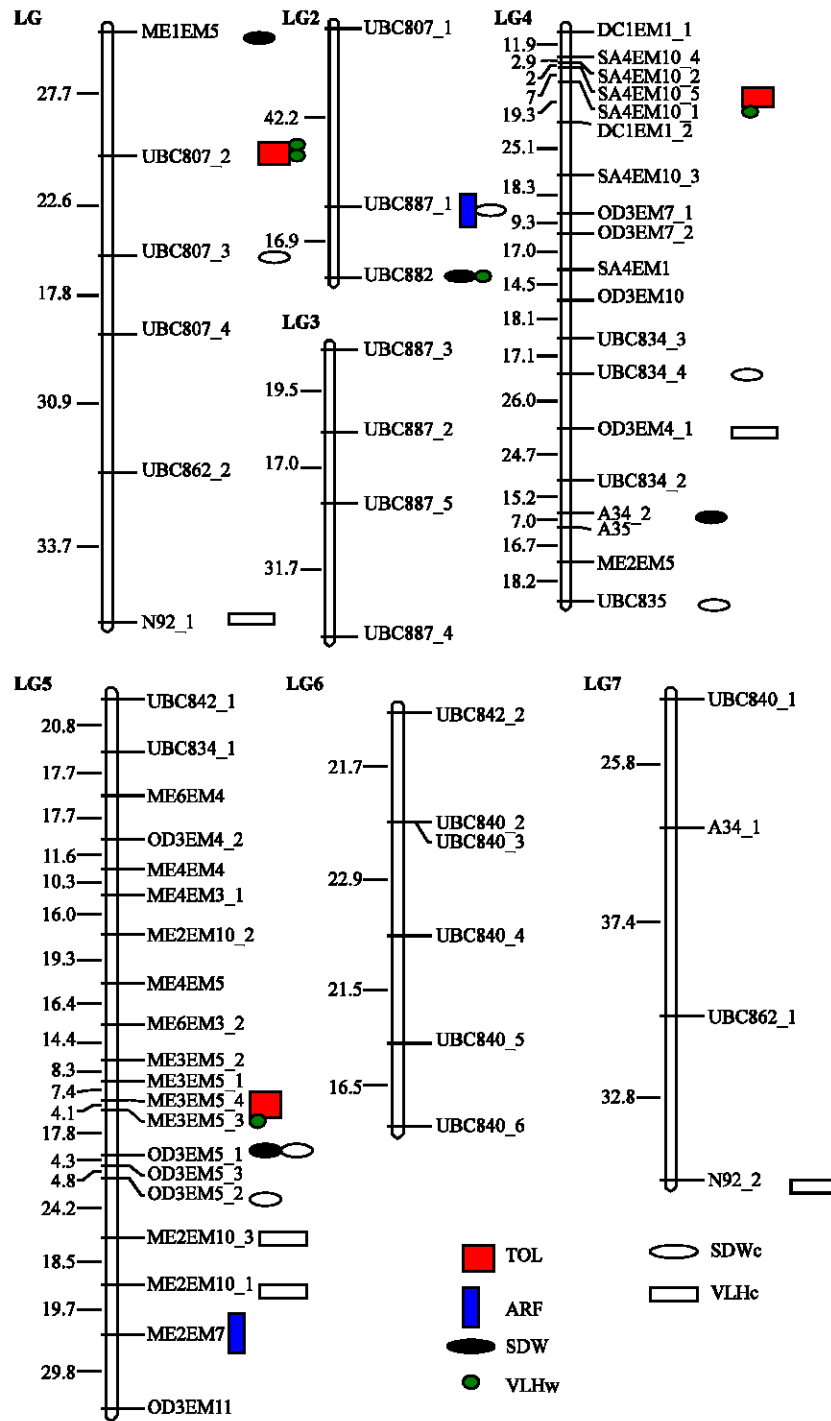 LG
ME1EM5
27.7
UBC807_2
22.6
UBC807_3
17.8
UBC807_4
30.9
UBC862_2
33.7
N92_1
LG2
UBC807_1
42.2
UBC887_1
16.9
UBC882
LG3
UBC887_3
19.5
UBC887_2
17.0
UBC887_5
31.7
UBC887_4
LG4
DC1EM1_1
11.9
SA4EM10_4
2.9
SA4EM10_2
2
SA4EM10_5
7
SA4EM10_1
19.3
DC1EM1_2
25.1
SA4EM10_3
18.3
OD3EM7_1
9.3
OD3EM7_2
17.0
SA4EM1
14.5
OD3EM10
18.1
UBC834_3
17.1
UBC834_4
26.0
OD3EM4_1
24.7
UBC834_2
15.2
A34_2
7.0
A35
16.7
ME2EM5
18.2
UBC835
LG5
UBC842_1
20.8
UBC834_1
17.7
ME6EM4
17.7
OD3EM4_2
11.6
ME4EM4
10.3
ME4EM3_1
16.0
ME2EM10_2
19.3
ME4EM5
16.4
ME6EM3_2
14.4
ME3EM5_2
8.3
ME3EM5_1
7.4
ME3EM5_4
4.1
ME3EM5_3
17.8
OD3EM5_1
4.3
OD3EM5_3
4.8
OD3EM5_2
24.2
ME2EM10_3
18.5
ME2EM10_1
19.7
ME2EM7
29.8
OD3EM11
LG6
UBC842_2
21.7
UBC840_2
UBC840_3
22.9
UBC840_4
21.5
UBC840_5
16.5
UBC840_6
LG7
UBC840_1
25.8
A34_1
37.4
UBC862_1
32.8
N92_2
TOL
ARF
SDW
VLHw
SDWc
VLHc